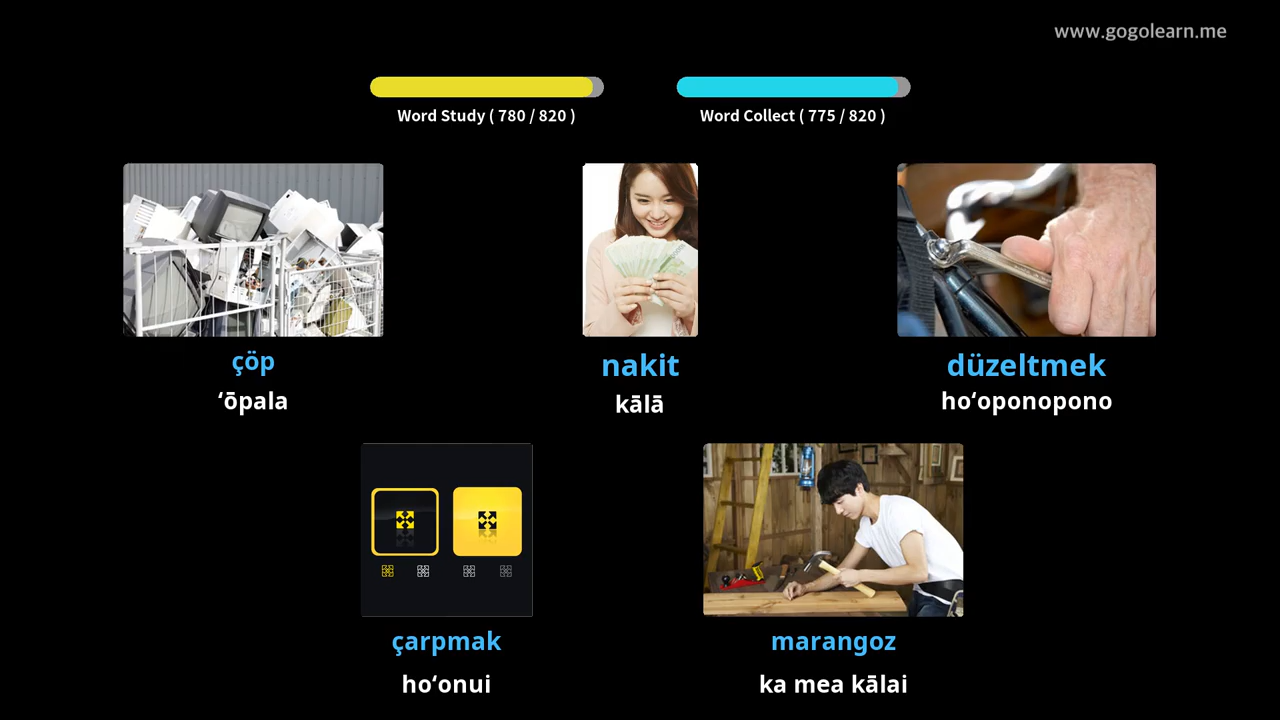 www.gogolearn.me
Word Study ( 780 / 820 )
Word Collect ( 775 / 820 )
çöp
ʻōpala
nakit
kālā
düzeltmek
hoʻoponopono
çarpmak
hoʻonui
marangoz
ka mea kālai